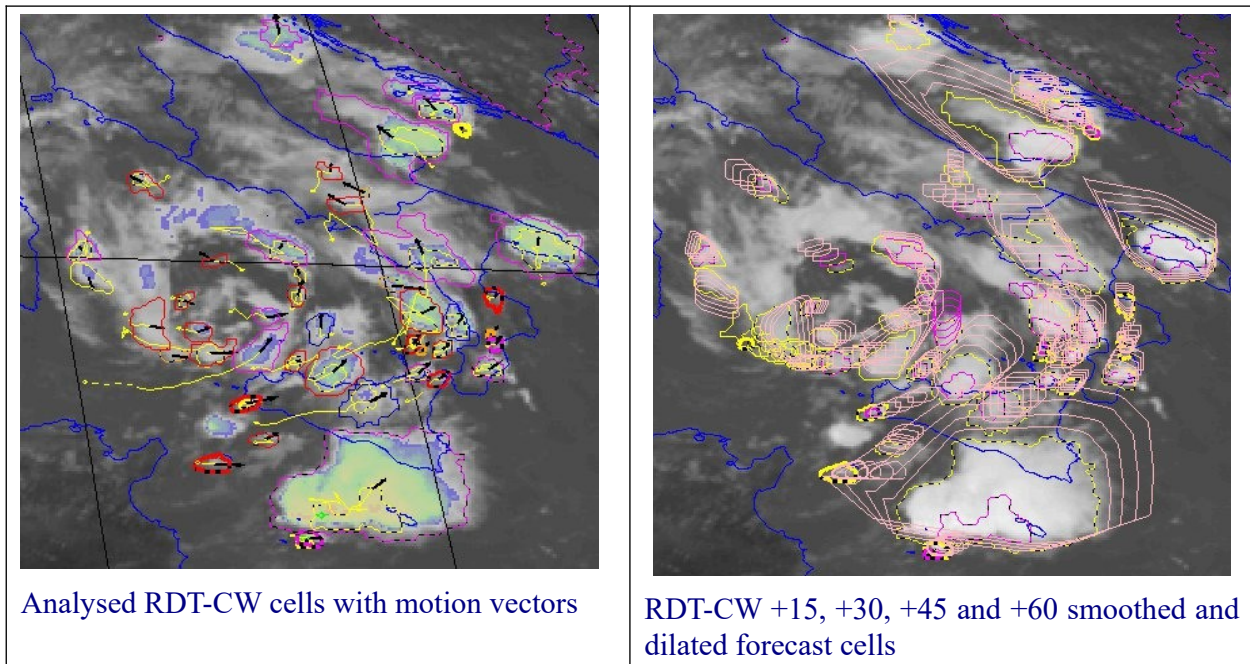 Analysed RDT-CW cells with motion vectors
RDT-CW +15, +30, +45 and +60 smoothed and
dilated forecast cells